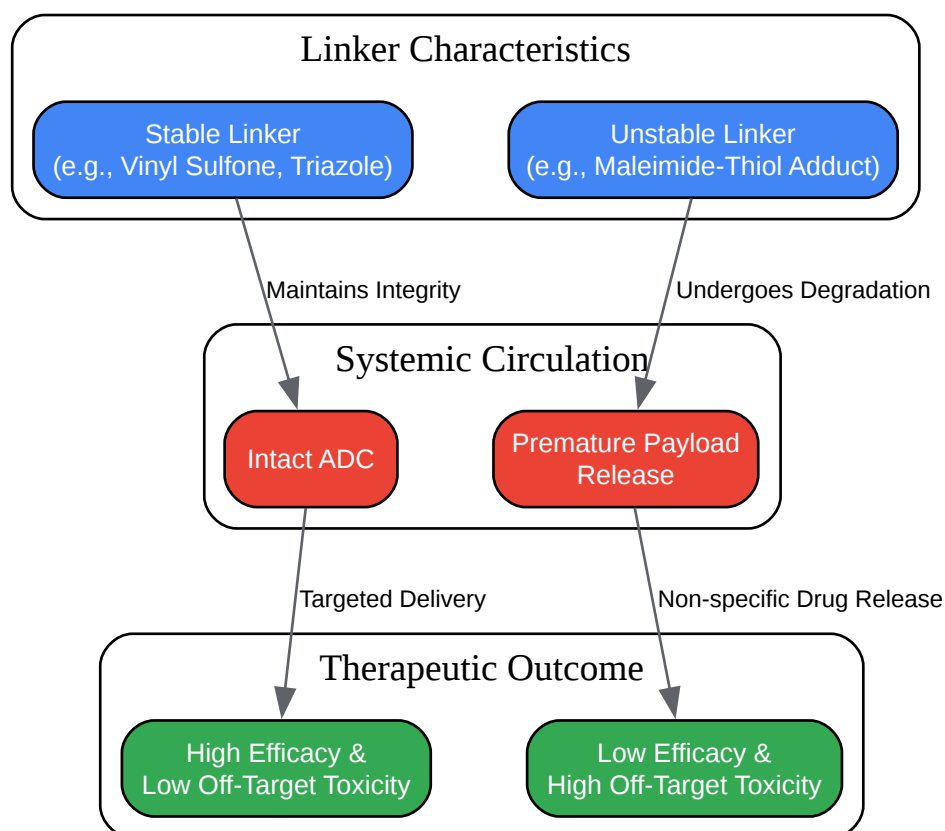 Linker Characteristics
Stable Linker
(e.g., Vinyl Sulfone, Triazole)
Unstable Linker
(e.g., Maleimide-Thiol Adduct)
Maintains Integrity
Undergoes Degradation
Systemic Circulation
Intact ADC
Premature Payload
Release
Targeted Delivery
Non-specific Drug Release
Therapeutic Outcome
High Efficacy &
Low Off-Target Toxicity
Low Efficacy &
High Off-Target Toxicity